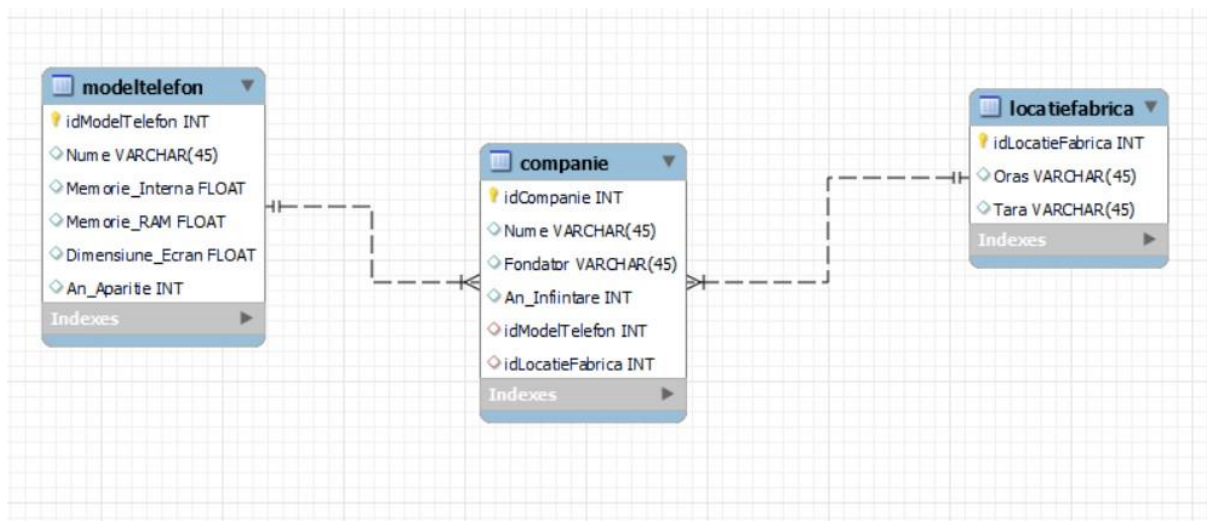 modeltelefon
idModelTelefon INT
Nume VARCHAR(45)
Memorie_Interna FLOAT
Memorie_RAM FLOAT
Dimensiune_Ecran FLOAT
An_Aparitie INT
Indexes
companie
idCompanie INT
Nume VARCHAR(45)
Fondator VARCHAR(45)
An_Infiintare INT
idModelTelefon INT
idLocatieFabrica INT
Indexes
locatiefabrica
idLocatieFabrica INT
Oras VARCHAR(45)
Tara VARCHAR(45)
Indexes